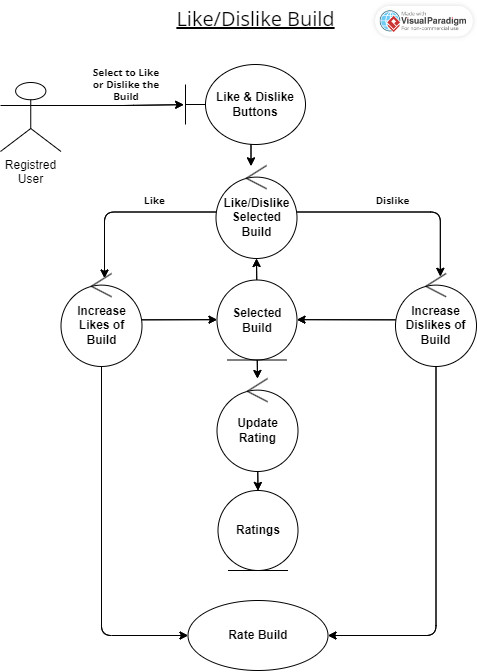 Like/Dislike Build
Made with
VisualParadigm
For non-commercial use
Select to Like
or Dislike the
Build
Like & Dislike
Buttons
Registred
User
Like
Dislike
Like/Dislike
Selected
Build
Increase
Likes of
Build
Selected
Build
Increase
Dislikes of
Build
Update
Rating
Ratings
Rate Build